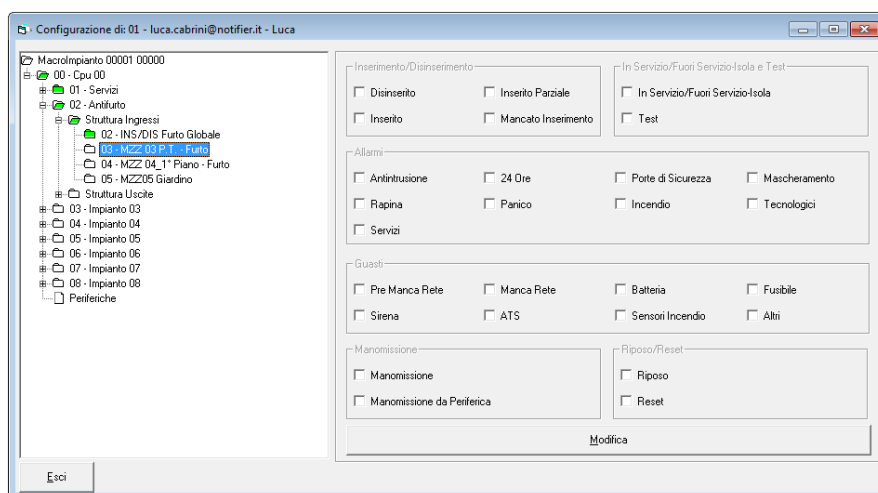 Configurazione di: 01 - luca.cabrini@notifier.it - Luca
MacroImpianto 00001 00000
00 - Cpu 00
01 - Servizi
02 - Antifurto
Struttura Ingressi
02 - INS/DIS Furto Globale
03 - MZZ 03 P.T. - Furto
04 - MZZ 04_1° Piano - Furto
05 - MZZ05 Giardino
Struttura Uscite
03 - Impianto 03
04 - Impianto 04
05 - Impianto 05
06 - Impianto 06
07 - Impianto 07
08 - Impianto 08
Periferiche
Inserimento/Disinserimento
Disinserito Inserito Parziale
Inserito Mancato Inserimento
In Servizio/Fuori Servizio-Isola e Test
In Servizio/Fuori Servizio-Isola
Test
Allarmi
Antintrusione 24 Ore Porte di Sicurezza Mascheramento
Rapina Panico Incendio Tecnologici
Servizi
Guasti
Pre Manca Rete Manca Rete Batteria Fusibile
Sirena ATS Sensori Incendio Altri
Manomissione
Manomissione
Manomissione da Periferica
Riposo/Reset
Riposo
Reset
Modifica
Esci